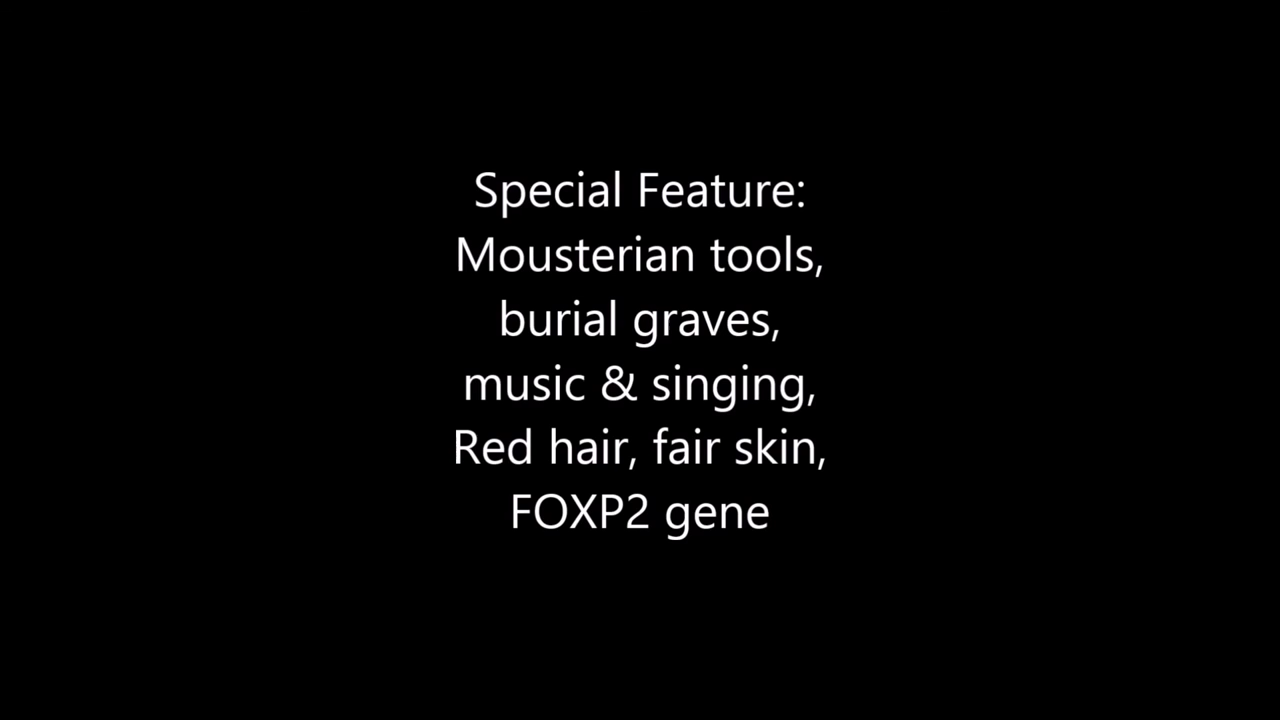 Special Feature:
Mousterian tools,
burial graves,
music & singing,
Red hair, fair skin,
FOXP2 gene